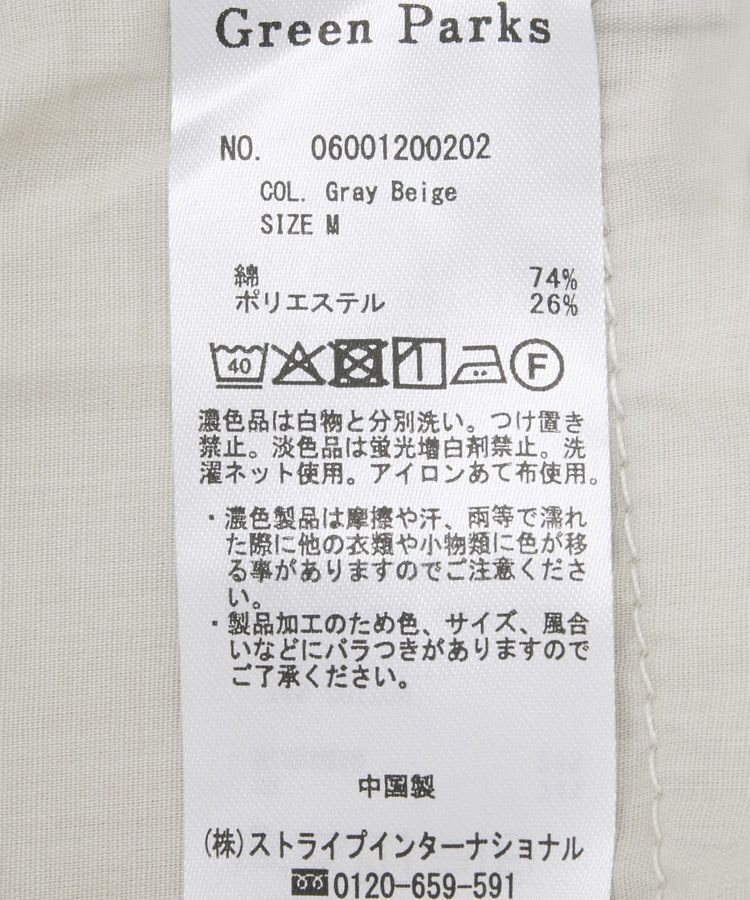 Green Parks
NO. 06001200202
COL. Gray Beige
SIZE M
綿 74%
ポリエステル 26%
40 F
濃色品は白物と分別洗い。つけ置き
禁止。淡色品は蛍光増白剤禁止。洗
濯ネット使用。アイロンあて布使用。
・濃色製品は摩擦や汗、雨等で濡れ
た際に他の衣類や小物類に色が移
る事がありますのでご注意くださ
い。
・製品加工のため色、サイズ、風合
いなどにバラつきがありますので
ご了承ください。
中国製
(株)ストライプインターナショナル
0120-659-591